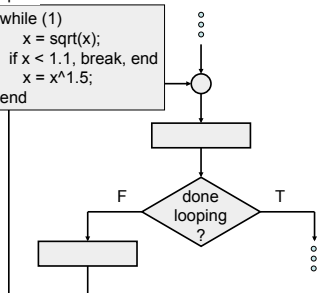 while (1)
x = sqrt(x);
if x < 1.1, break, end
x = x^1.5;
end
F
done
looping
?
T